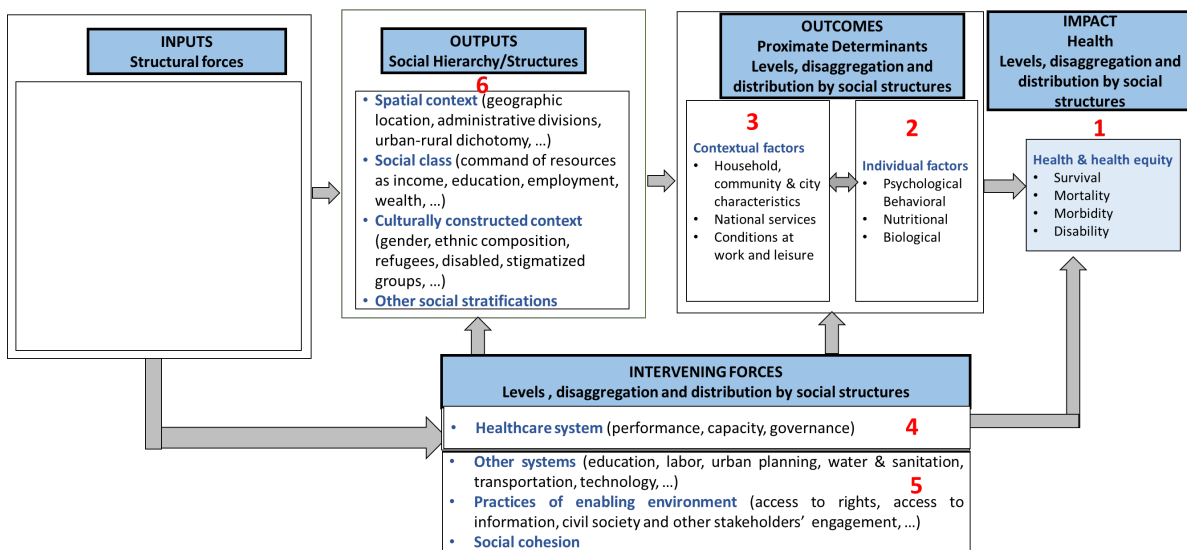 INPUTS
Structural forces
OUTPUTS
Social Hierarchy/Structures
6
• Spatial context (geographic
location, administrative divisions,
urban-rural dichotomy, …)
• Social class (command of resources
as income, education, employment,
wealth, …)
• Culturally constructed context
(gender, ethnic composition,
refugees, disabled, stigmatized
groups, …)
• Other social stratifications
OUTCOMES
Proximate Determinants
Levels, disaggregation and
distribution by social structures
3
Contextual factors
• Household,
community & city
characteristics
• National services
• Conditions at
work and leisure
2
Individual factors
• Psychological
Behavioral
• Nutritional
• Biological
IMPACT
Health
Levels, disaggregation and
distribution by social
structures
1
Health & health equity
• Survival
• Mortality
• Morbidity
• Disability
INTERVENING FORCES
Levels , disaggregation and distribution by social structures
• Healthcare system (performance, capacity, governance)
4
• Other systems (education, labor, urban planning, water & sanitation,
transportation, technology, …)
5
• Practices of enabling environment (access to rights, access to
information, civil society and other stakeholders’ engagement, …)
• Social cohesion